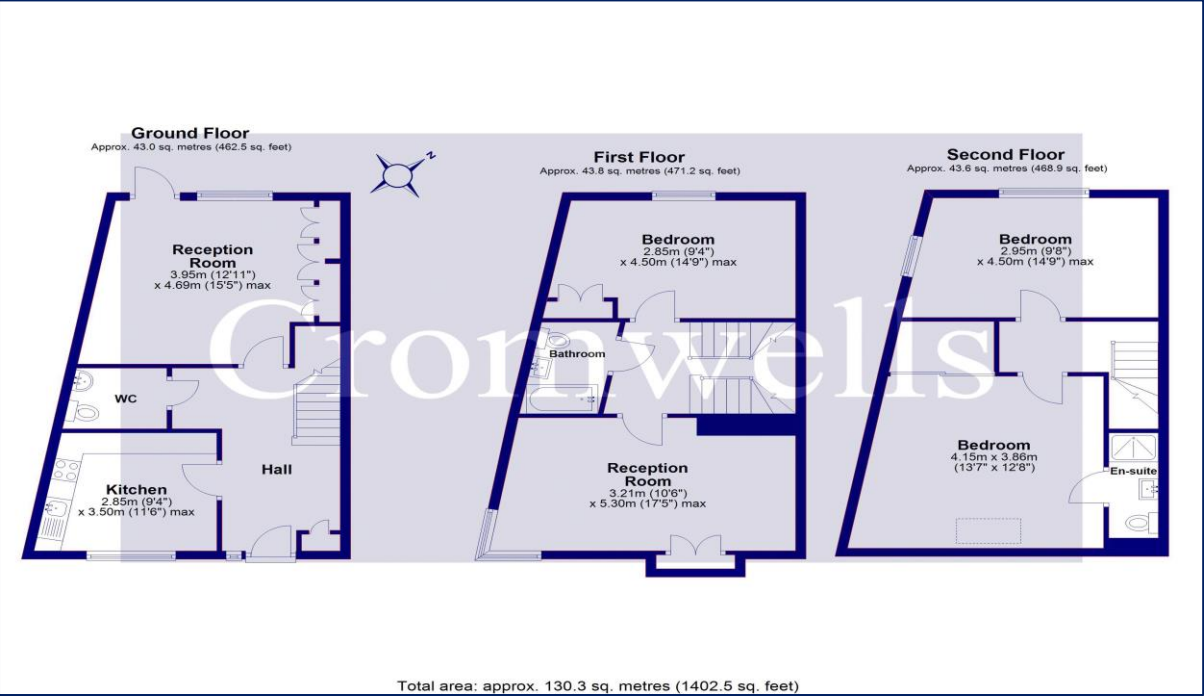 Ground Floor
Approx. 43.0 sq. metres (462.5 sq. feet)
Reception
Room
3.95m (12'11")
x 4.69m (15'5") max
WC
Kitchen
2.85m (9'4")
x 3.50m (11'6") max
Hall
N
First Floor
Approx. 43.8 sq. metres (471.2 sq. feet)
Bedroom
2.85m (9'4")
x 4.50m (14'9") max
Bathroom
Reception
Room
3.21m (10'6")
x 5.30m (17'5") max
Second Floor
Approx. 43.6 sq. metres (468.9 sq. feet)
Bedroom
2.95m (9'8")
x 4.50m (14'9") max
Bedroom
4.15m x 3.86m
(13'7" x 12'8")
En-suite
Cromwells
Total area: approx. 130.3 sq. metres (1402.5 sq. feet)